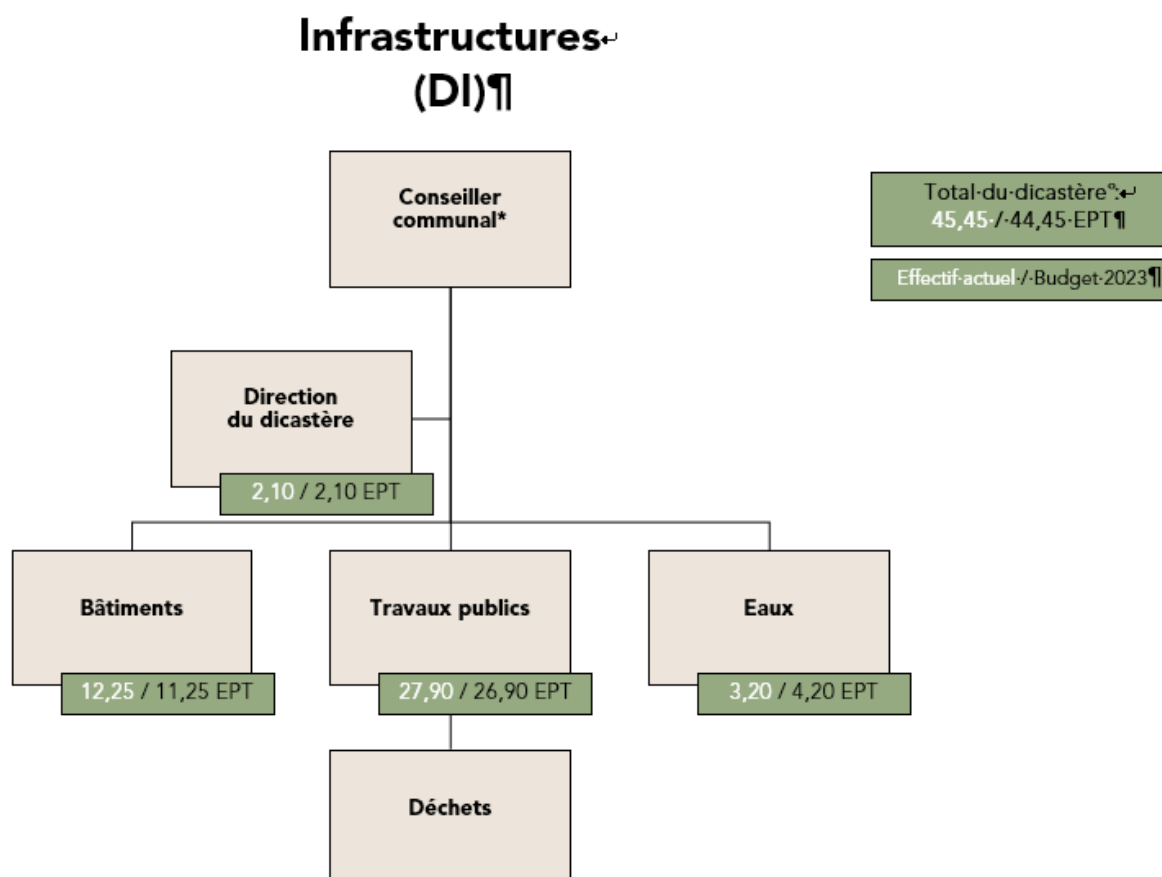 Infrastructures↵
(DI)¶
Conseiller
communal*
Total·du·dicastère°:↵
45,45·/·44,45·EPT¶
Effectif·actuel·/·Budget·2023¶
Direction
du dicastère
2,10 / 2,10 EPT
Bâtiments
Travaux publics
Eaux
12,25 / 11,25 EPT
27,90 / 26,90 EPT
3,20 / 4,20 EPT
Déchets